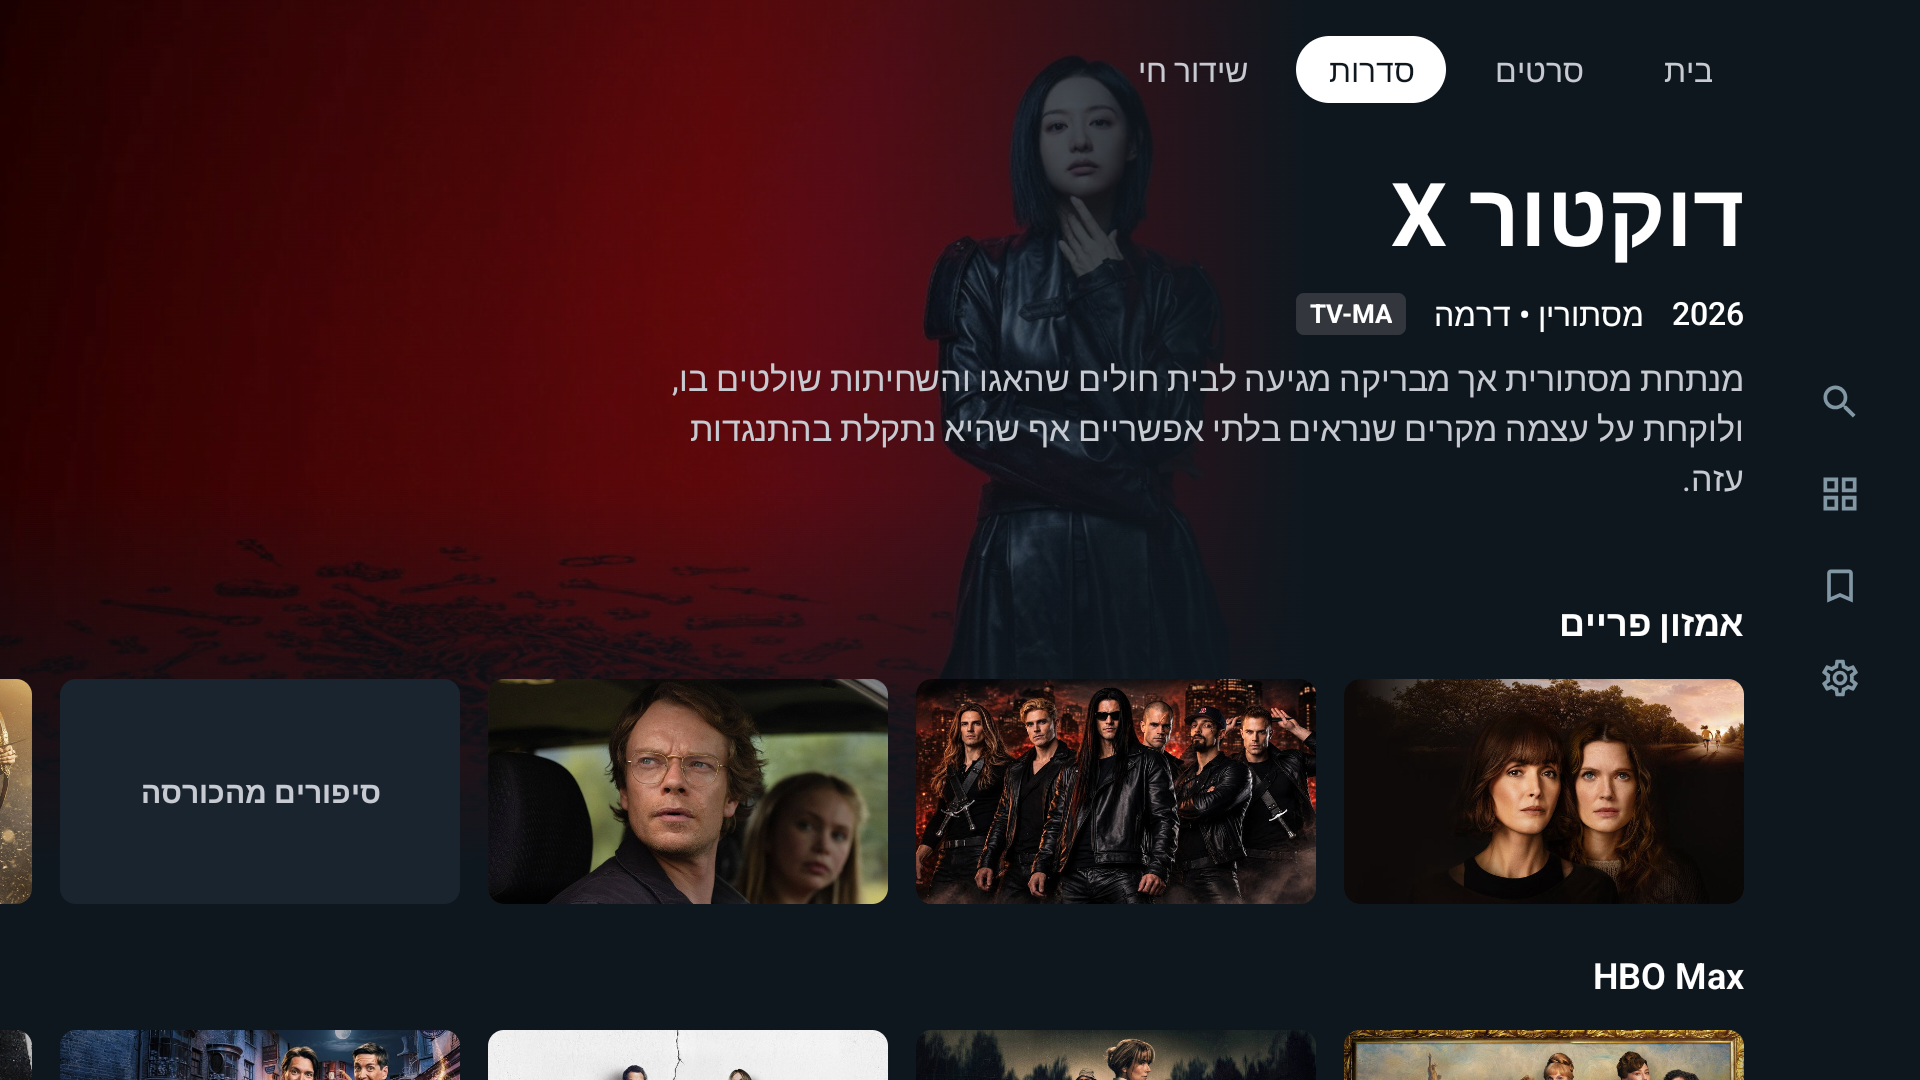 בית
סרטים
סדרות
שידור חי
דוקטור X
2026 מסתורין • דרמה TV-MA
מנתחת מסתורית אך מבריקה מגיעה לבית חולים שהאגו והשחיתות שולטים בו,
ולוקחת על עצמה מקרים שנראים בלתי אפשריים אף שהיא נתקלת בהתנגדות
עזה.
אמזון פריים
סיפורים מהכורסה
HBO Max